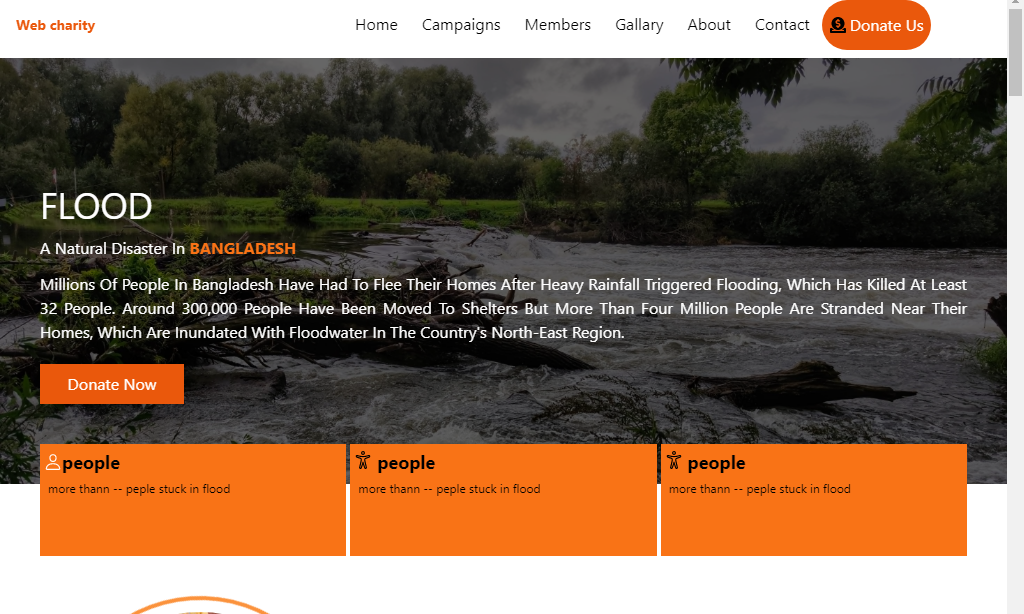 Web charity
Home Campaigns Members Gallary About Contact Donate Us
FLOOD
A Natural Disaster In BANGLADESH
Millions Of People In Bangladesh Have Had To Flee Their Homes After Heavy Rainfall Triggered Flooding, Which Has Killed At Least
32 People. Around 300,000 People Have Been Moved To Shelters But More Than Four Million People Are Stranded Near Their
Homes, Which Are Inundated With Floodwater In The Country's North-East Region.
Donate Now
people
more thann -- peple stuck in flood
people
more thann -- peple stuck in flood
people
more thann -- peple stuck in flood